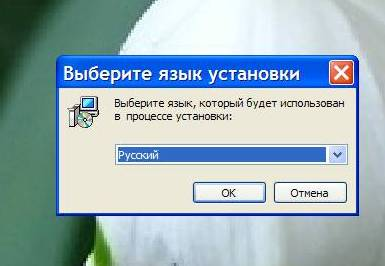 Выберите язык установки
Выберите язык, который будет использован
в процессе установки:
Русский
OK
Отмена